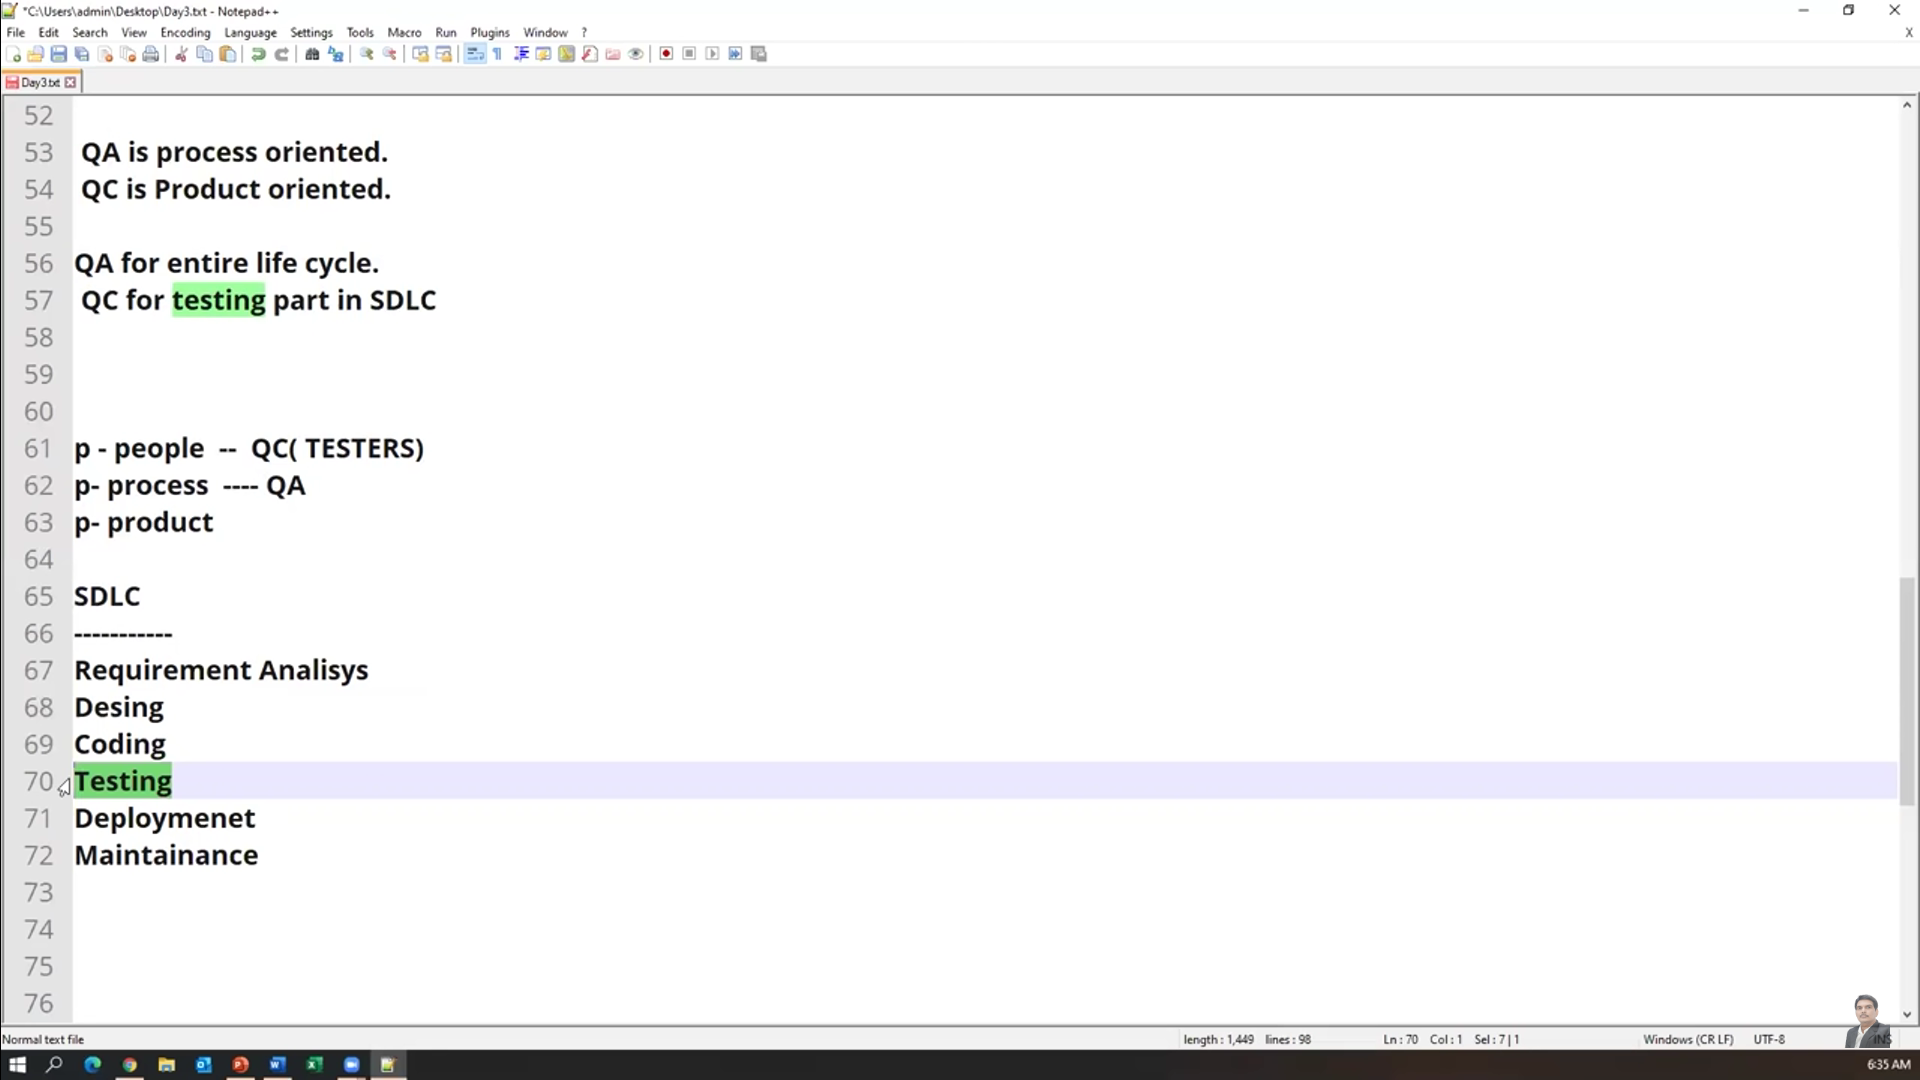 *C:\Users\admin\Desktop\Day3.txt - Notepad++
File Edit Search View Encoding Language Settings Tools Macro Run Plugins Window ? X
Day3.txt
52
53 QA is process oriented.
54 QC is Product oriented.
55
56 QA for entire life cycle.
57 QC for testing part in SDLC
58
59
60
61 p - people -- QC( TESTERS)
62 p- process ---- QA
63 p- product
64
65 SDLC
66 -----------
67 Requirement Analisys
68 Desing
69 Coding
70 Testing
71 Deploymenet
72 Maintainance
73
74
75
76
Normal text file length : 1,449 lines : 98 Ln : 70 Col : 1 Sel : 7 | 1 Windows (CR LF) UTF-8 INS
6:35 AM